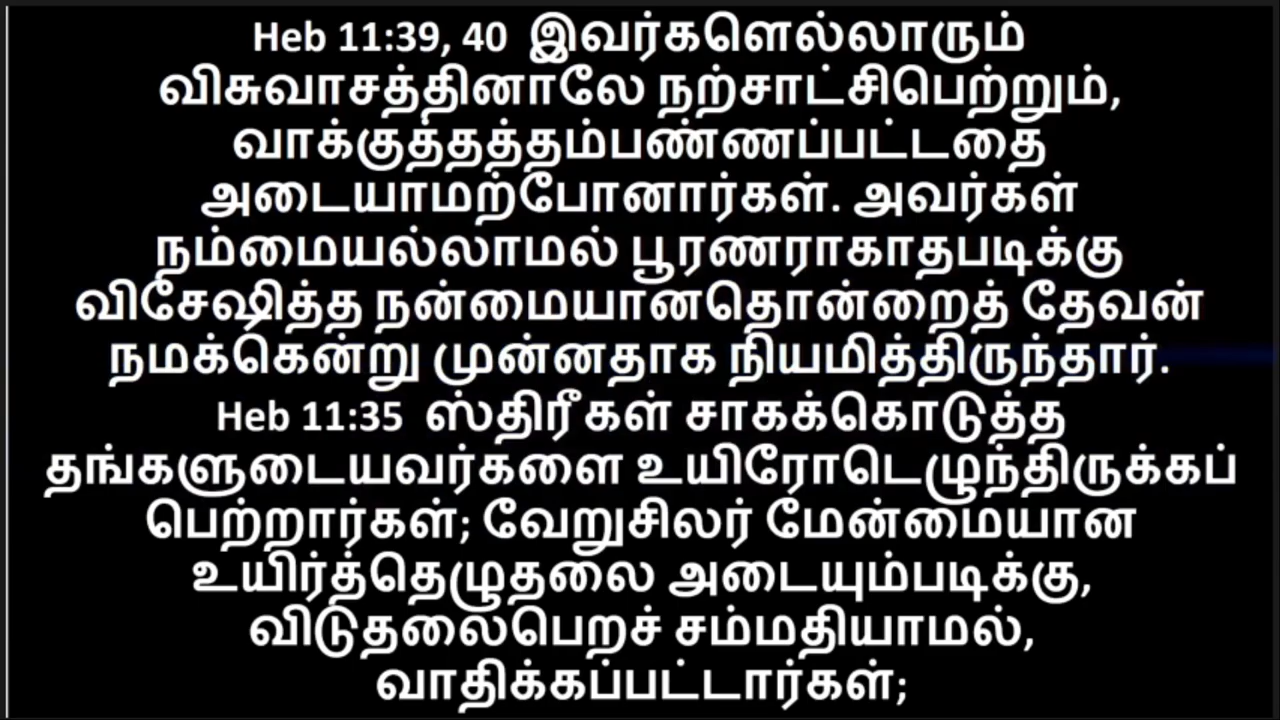 Heb 11:39, 40 இவர்களெல்லாரும்
விசுவாசத்தினாலே நற்சாட்சிபெற்றும்,
வாக்குத்தத்தம்பண்ணப்பட்டதை
அடையாமற்போனார்கள். அவர்கள்
நம்மையல்லாமல் பூரணராகாதபடிக்கு
விசேஷித்த நன்மையானதொன்றைத் தேவன்
நமக்கென்று முன்னதாக நியமித்திருந்தார்.
Heb 11:35 ஸ்திரீகள் சாகக்கொடுத்த
தங்களுடையவர்களை உயிரோடெழுந்திருக்கப்
பெற்றார்கள்; வேறுசிலர் மேன்மையான
உயிர்த்தெழுதலை அடையும்படிக்கு,
விடுதலைபெறச் சம்மதியாமல்,
வாதிக்கப்பட்டார்கள்;